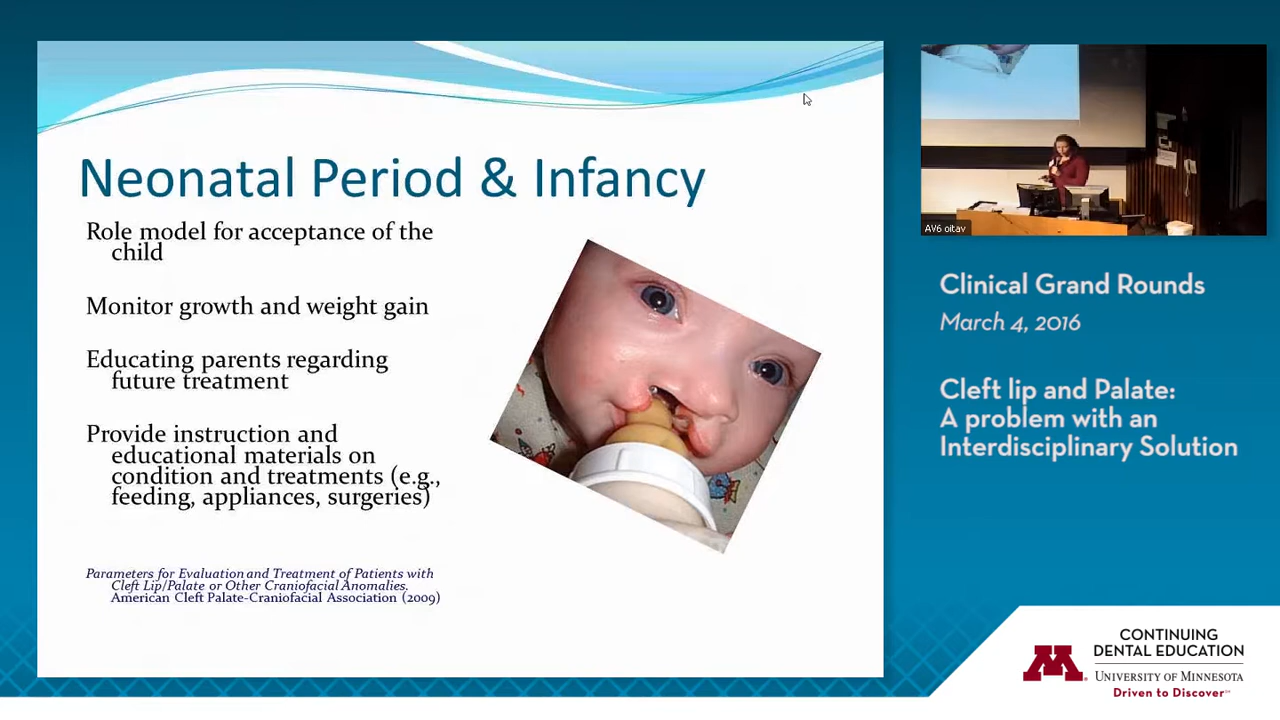 Neonatal Period & Infancy
Role model for acceptance of the
child
Monitor growth and weight gain
Educating parents regarding
future treatment
Provide instruction and
educational materials on
condition and treatments (e.g.,
feeding, appliances, surgeries)
Parameters for Evaluation and Treatment of Patients with
Cleft Lip/Palate or Other Craniofacial Anomalies.
American Cleft Palate-Craniofacial Association (2009)
AV6 oitav
Clinical Grand Rounds
March 4, 2016
Cleft lip and Palate:
A problem with an
Interdisciplinary Solution
M
CONTINUING
DENTAL EDUCATION
UNIVERSITY OF MINNESOTA
Driven to Discover